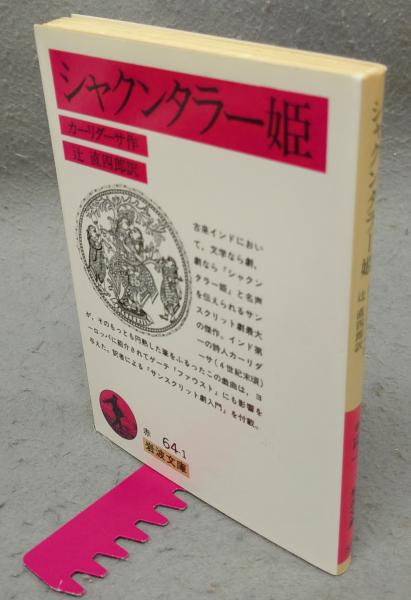 シャクンタラー姫
カーリダーサ作
辻 直四郎訳
古来インドにおい
て，文学なら劇，
劇なら「シャクン
タラー姫」と名声
を伝えられるサン
スクリット劇最大
の傑作。インド第
一の詩人カーリダ
ーサ(4世紀末頃)
が，そのもっとも円熟した筆をふるったこの戯曲は，ヨ
ーロッパに紹介されてゲーテ「ファウスト」にも影響を
与えた。訳者による「サンスクリット劇入門」を付載。
赤 64.1
岩波文庫
シャクンタラー姫
辻 直四郎訳